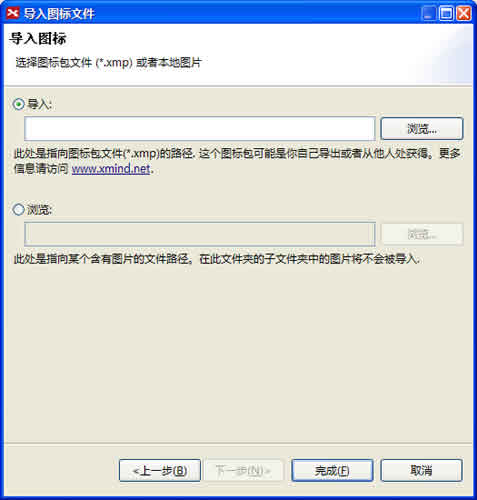 导入图标文件
导入图标
选择图标包文件 (*.xmp) 或者本地图片
导入:
浏览...
此处是指向图标包文件(*.xmp)的路径. 这个图标包可能是你自己导出或者从他人处获得。更多
信息请访问 www.xmind.net.
浏览:
浏览...
此处是指向某个含有图片的文件路径。在此文件夹的子文件夹中的图片将不会被导入.
<上一步(B) 下一步(N)> 完成(F) 取消